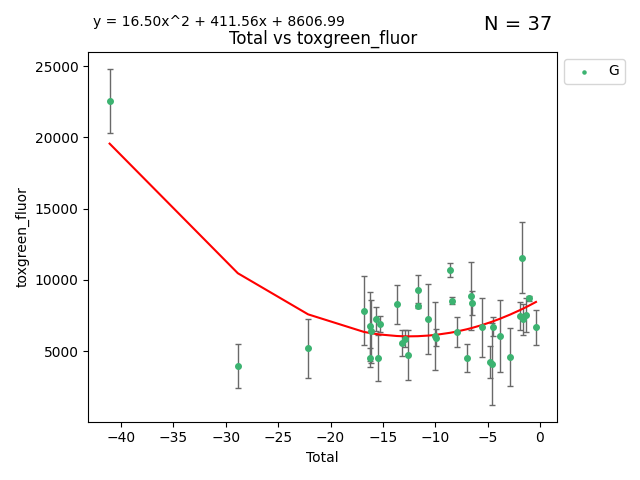 y = 16.50x^2 + 411.56x + 8606.99
N = 37
Total vs toxgreen_fluor
G
25000
20000
15000
10000
5000
toxgreen_fluor
−40
−35
−30
−25
−20
−15
−10
−5
0
Total